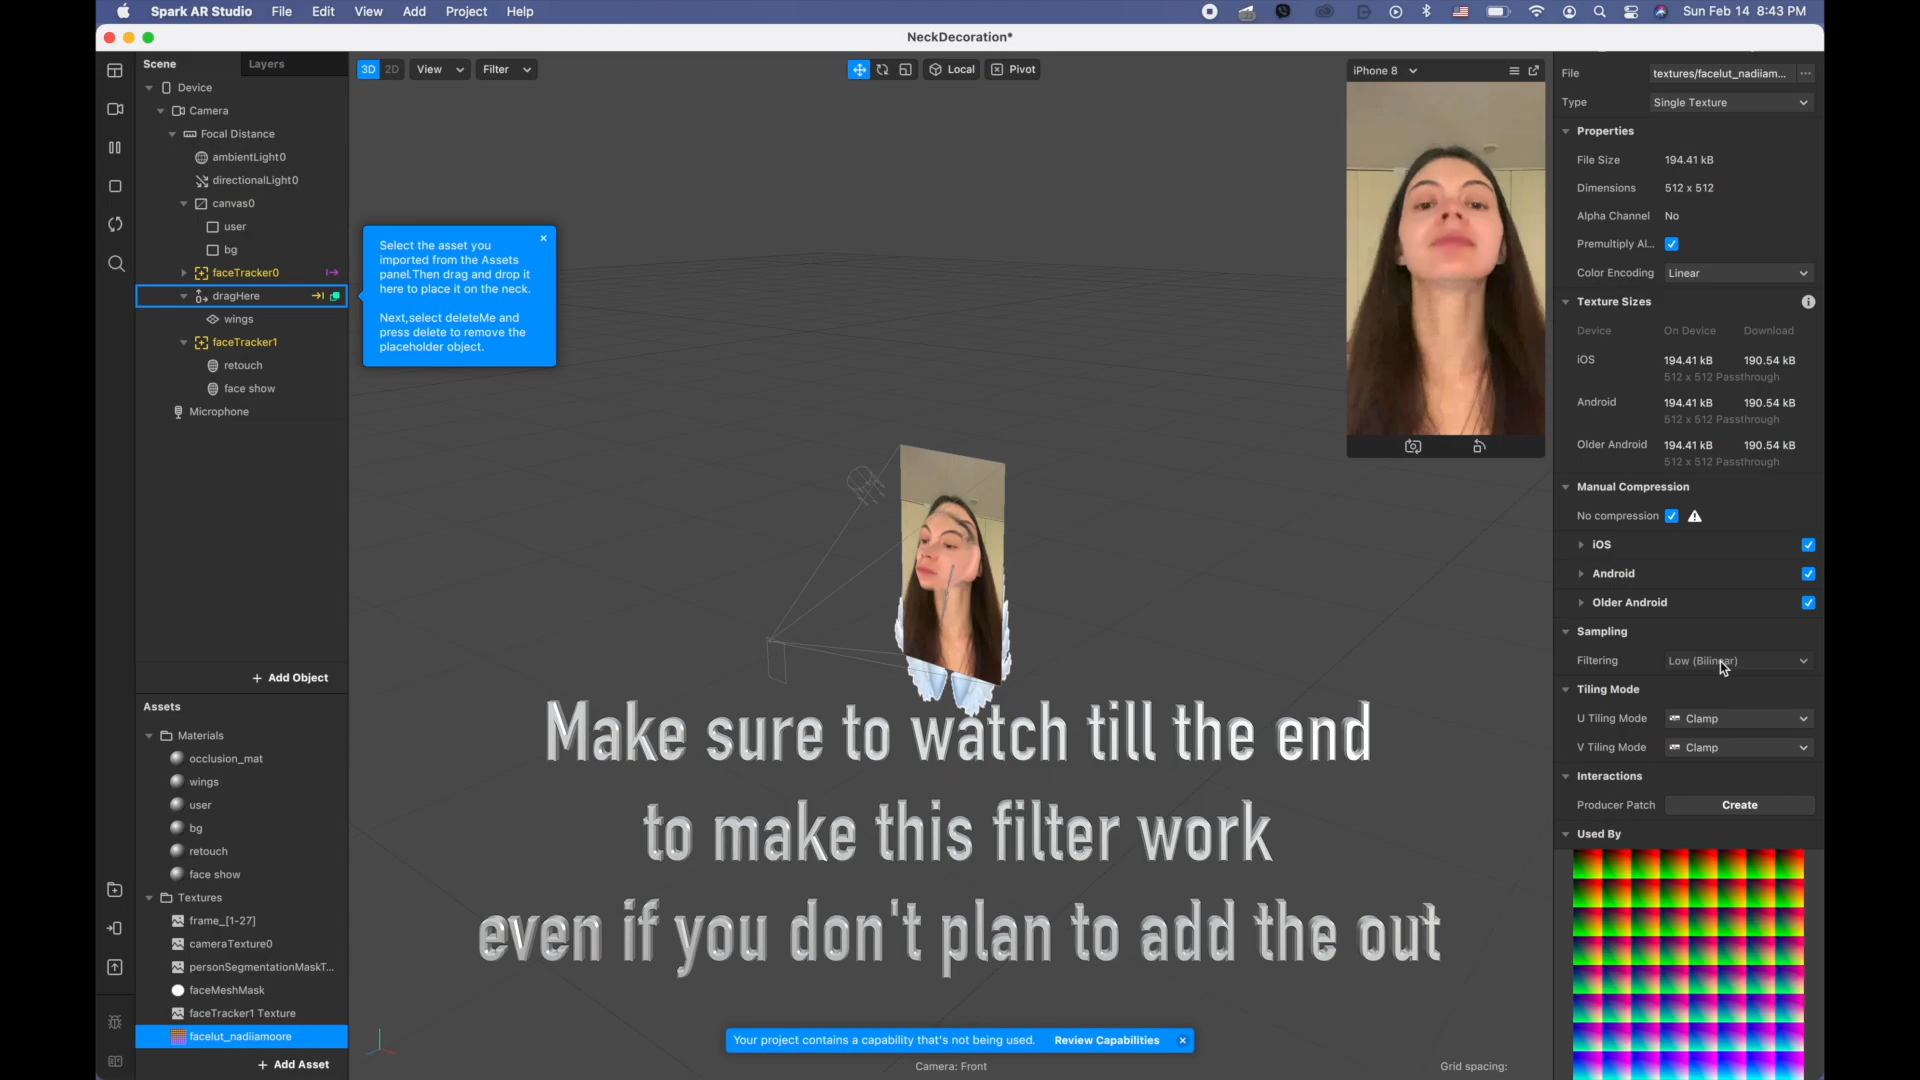 Spark AR Studio File Edit View Add Project Help
Sun Feb 14 8:43 PM
NeckDecoration*
Scene
Layers
Device
Camera
Focal Distance
ambientLight0
directionalLight0
canvas0
user
bg
faceTracker0
dragHere
wings
faceTracker1
retouch
face show
Microphone
+ Add Object
Assets
Materials
occlusion_mat
wings
user
bg
retouch
face show
Textures
frame_[1-27]
cameraTexture0
personSegmentationMaskT...
faceMeshMask
faceTracker1 Texture
facelut_nadiiamoore
+ Add Asset
3D 2D View Filter
Local Pivot
Select the asset you
imported from the Assets
panel.Then drag and drop it
here to place it on the neck.
Next,select deleteMe and
press delete to remove the
placeholder object.
iPhone 8
Make sure to watch till the end
to make this filter work
even if you don't plan to add the out
Your project contains a capability that's not being used. Review Capabilities
Camera: Front
Grid spacing:
File textures/facelut_nadiiam...
Type Single Texture
Properties
File Size 194.41 kB
Dimensions 512 x 512
Alpha Channel No
Premultiply Al...
Color Encoding Linear
Texture Sizes
Device On Device Download
iOS 194.41 kB 190.54 kB
512 x 512 Passthrough
Android 194.41 kB 190.54 kB
512 x 512 Passthrough
Older Android 194.41 kB 190.54 kB
512 x 512 Passthrough
Manual Compression
No compression
iOS
Android
Older Android
Sampling
Filtering Low (Bilinear)
Tiling Mode
U Tiling Mode Clamp
V Tiling Mode Clamp
Interactions
Producer Patch Create
Used By